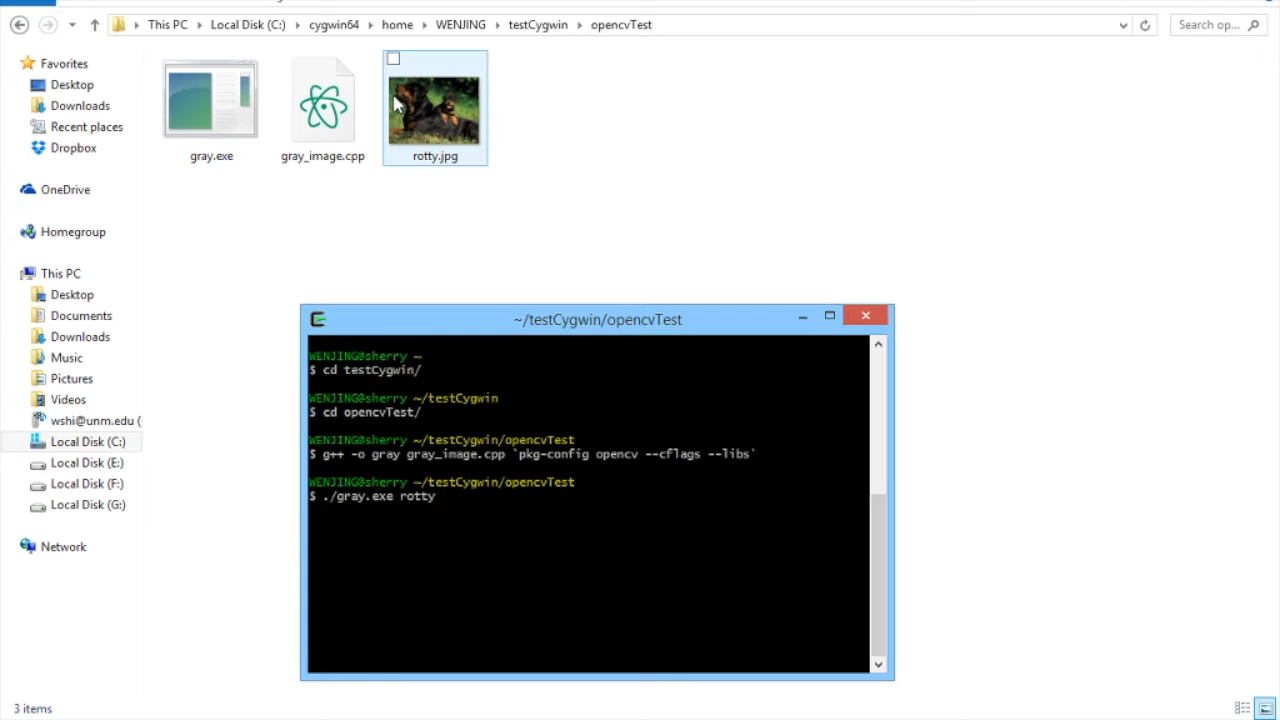 This PC Local Disk (C:) cygwin64 home WENJING testCygwin opencvTest
Search op...
Favorites
Desktop
Downloads
Recent places
Dropbox
OneDrive
Homegroup
This PC
Desktop
Documents
Downloads
Music
Pictures
Videos
wshi@unm.edu (
Local Disk (C:)
Local Disk (E:)
Local Disk (F:)
Local Disk (G:)
Network
gray.exe
gray_image.cpp
rotty.jpg
~/testCygwin/opencvTest
WENJING@sherry ~
$ cd testCygwin/
WENJING@sherry ~/testCygwin
$ cd opencvTest/
WENJING@sherry ~/testCygwin/opencvTest
$ g++ -o gray gray_image.cpp `pkg-config opencv --cflags --libs`
WENJING@sherry ~/testCygwin/opencvTest
$ ./gray.exe rotty
3 items